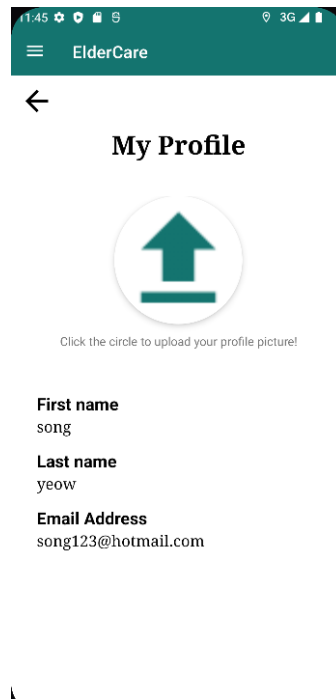 11:45
3G
ElderCare
My Profile
Click the circle to upload your profile picture!
First name
song
Last name
yeow
Email Address
song123@hotmail.com